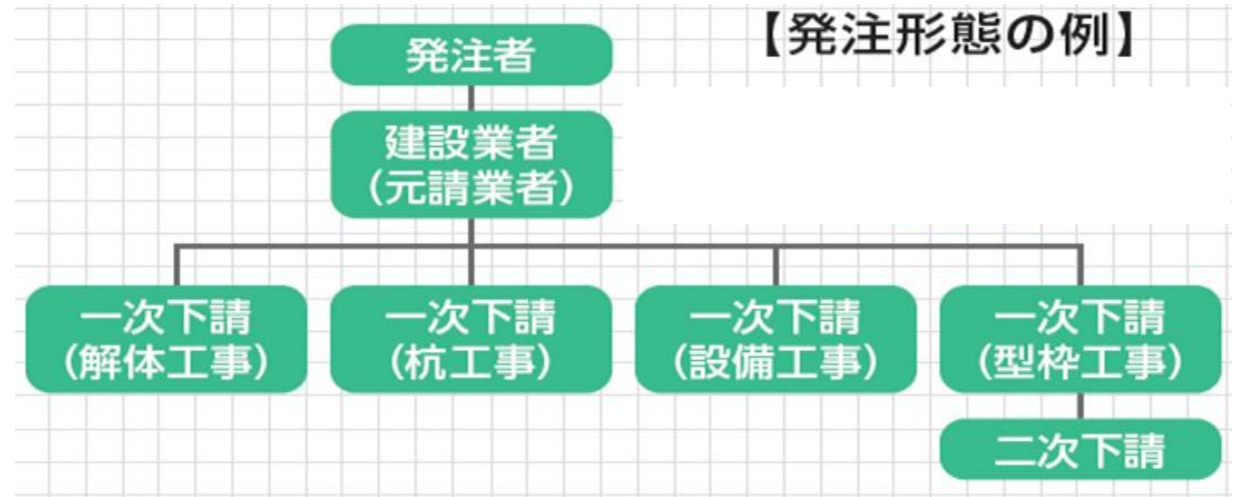 【発注形態の例】
発注者
建設業者
（元請業者）
一次下請
（解体工事）
一次下請
（杭工事）
一次下請
（設備工事）
一次下請
（型枠工事）
二次下請